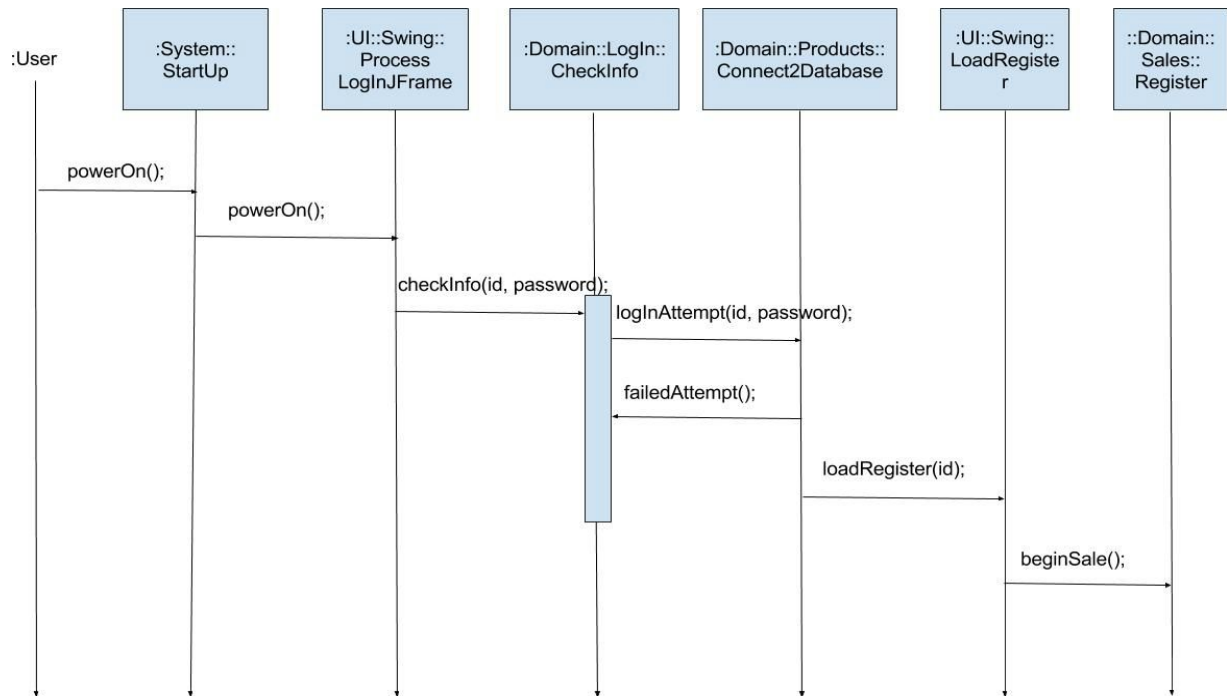 :User
:System::
StartUp
:UI::Swing::
Process
LogInJFrame
:Domain::LogIn::
CheckInfo
:Domain::Products::
Connect2Database
:UI::Swing::
LoadRegiste
r
::Domain::
Sales::
Register
powerOn();
powerOn();
checkInfo(id, password);
logInAttempt(id, password);
failedAttempt();
loadRegister(id);
beginSale();